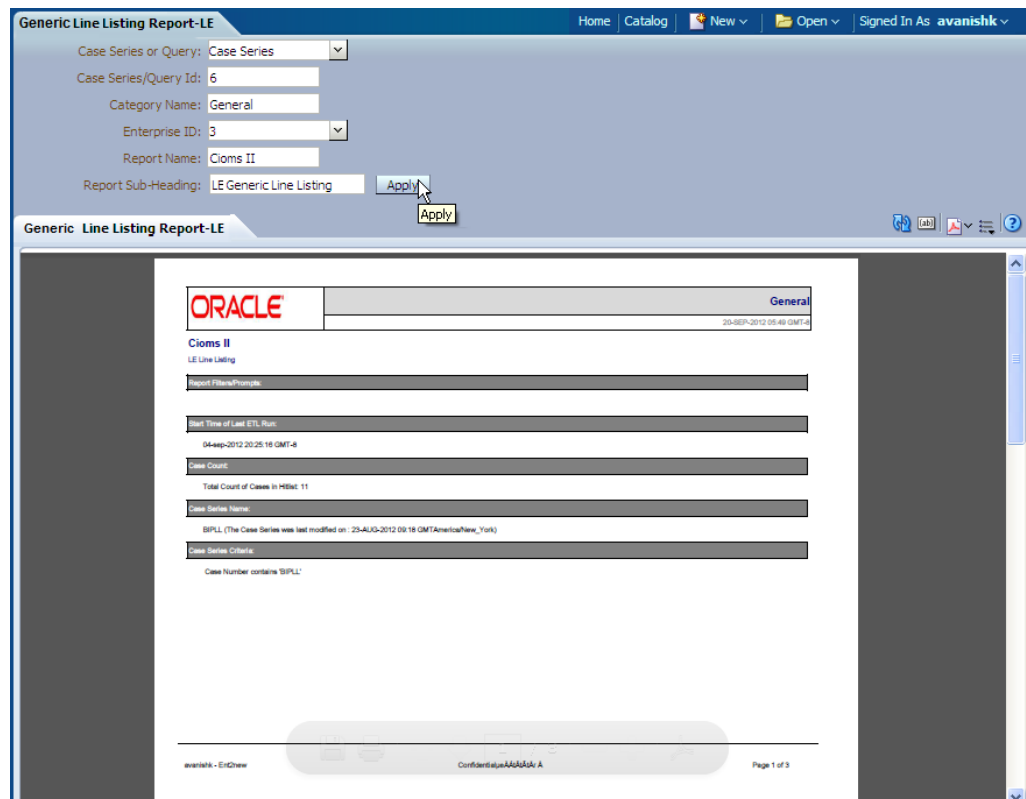 Generic Line Listing Report-LE Home Catalog New Open Signed In As avanishk
Case Series or Query: Case Series
Case Series/Query Id: 6
Category Name: General
Enterprise ID: 3
Report Name: Cioms II
Report Sub-Heading: LE Generic Line Listing Apply
Apply
Generic Line Listing Report-LE
ORACLE General
20-SEP-2012 05:49 GMT-8
Cioms II
LE Line Listing
Report Filters/Prompts:
Start Time of Last ETL Run:
04-sep-2012 20:25:16 GMT-8
Case Count:
Total Count of Cases in Hitlist: 11
Case Series Name:
BIPLL (The Case Series was last modified on : 23-AUG-2012 09:18 GMTAmerica/New_York)
Case Series Criteria:
Case Number contains 'BIPLL'
avanishk - Ent2new Page 1 of 3